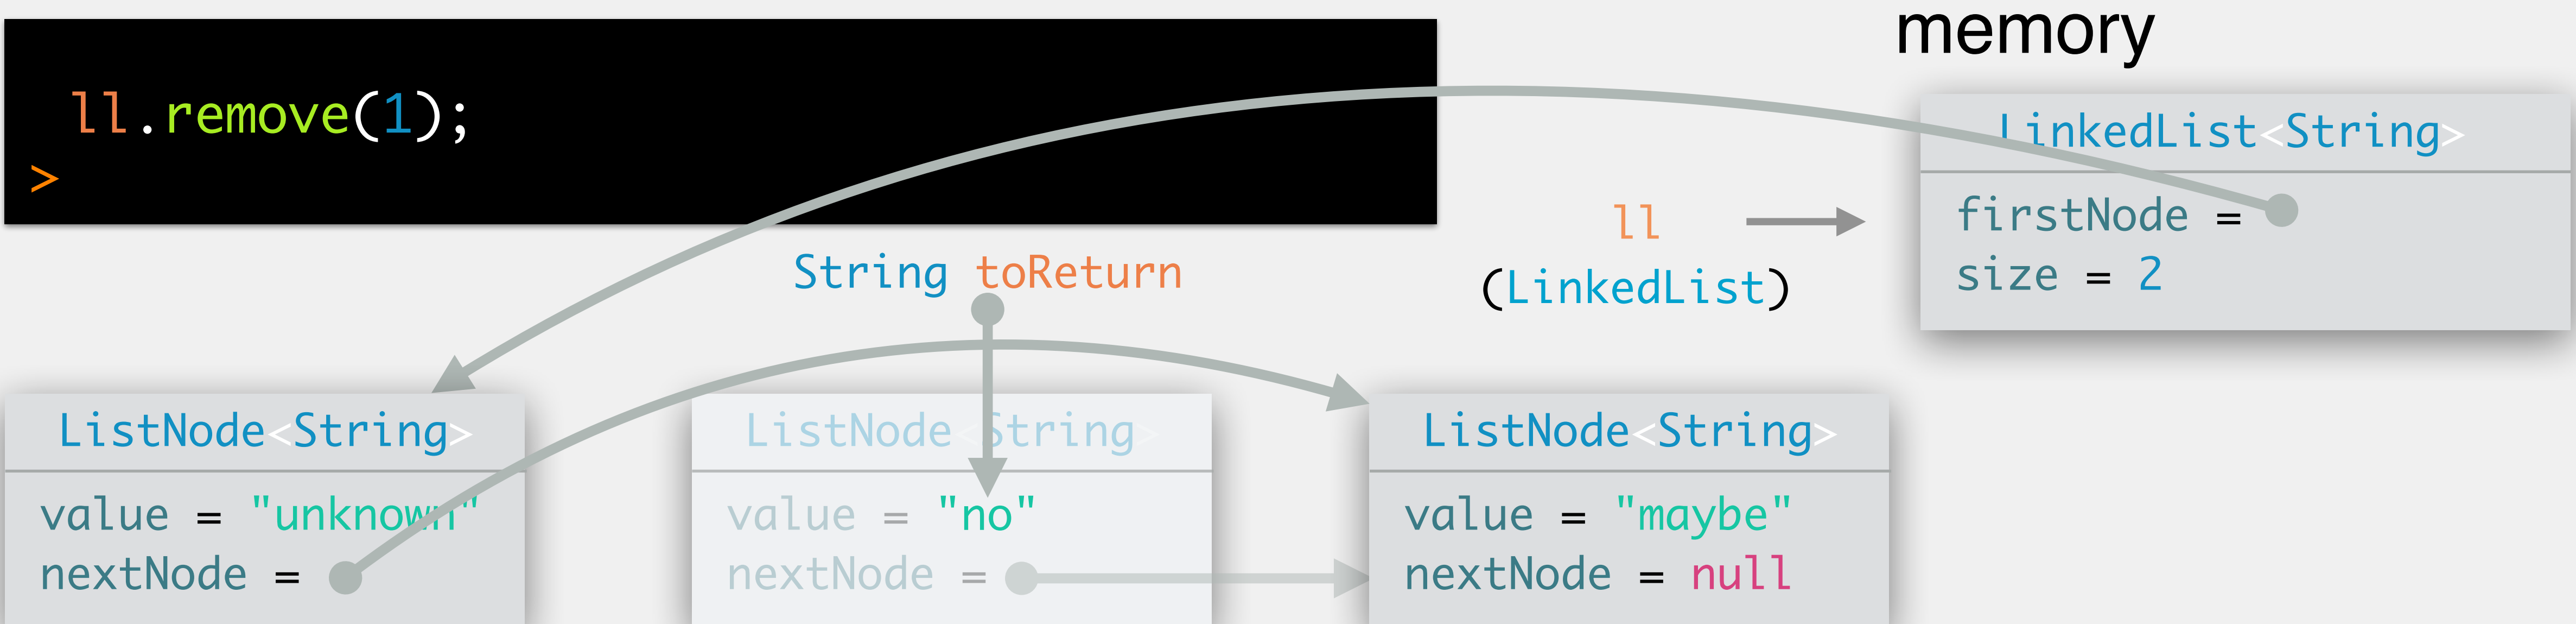 memory
ll.remove(1);
>
LinkedList<String>
firstNode =
size = 2
ll
(LinkedList)
String toReturn
ListNode<String>
value = "unknown"
nextNode =
ListNode<String>
value = "no"
nextNode =
ListNode<String>
value = "maybe"
nextNode = null